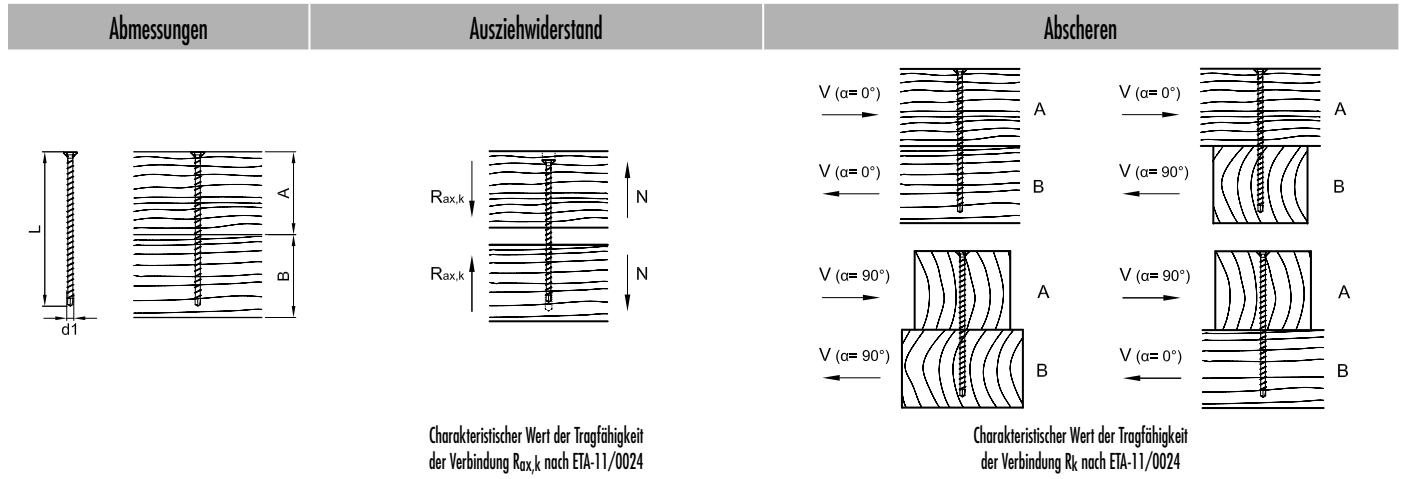 Abmessungen
Ausziehwiderstand
Abscheren
L
d1
A
B
Rax,k
N
Rax,k
N
V (α= 0°)
V (α= 0°)
A
B
V (α= 0°)
V (α= 90°)
A
B
V (α= 90°)
V (α= 90°)
A
B
V (α= 90°)
V (α= 0°)
A
B
Charakteristischer Wert der Tragfähigkeit
der Verbindung Rax,k nach ETA-11/0024
Charakteristischer Wert der Tragfähigkeit
der Verbindung Rk nach ETA-11/0024